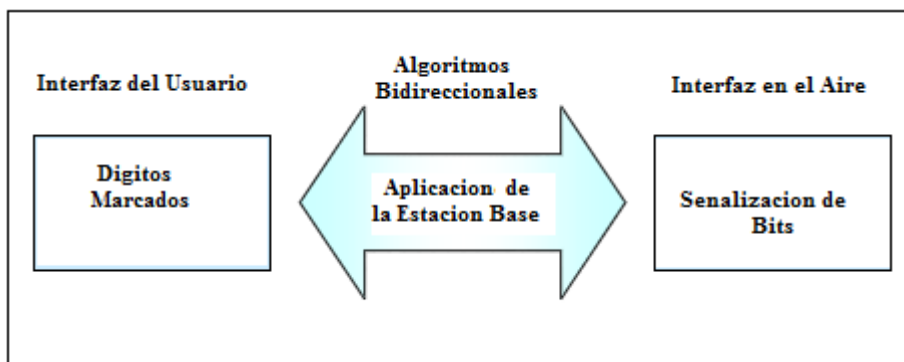 Interfaz del Usuario
Algoritmos
Bidireccionales
Interfaz en el Aire
Digitos
Marcados
Aplicacion de
la Estacion Base
Senalizacion de
Bits